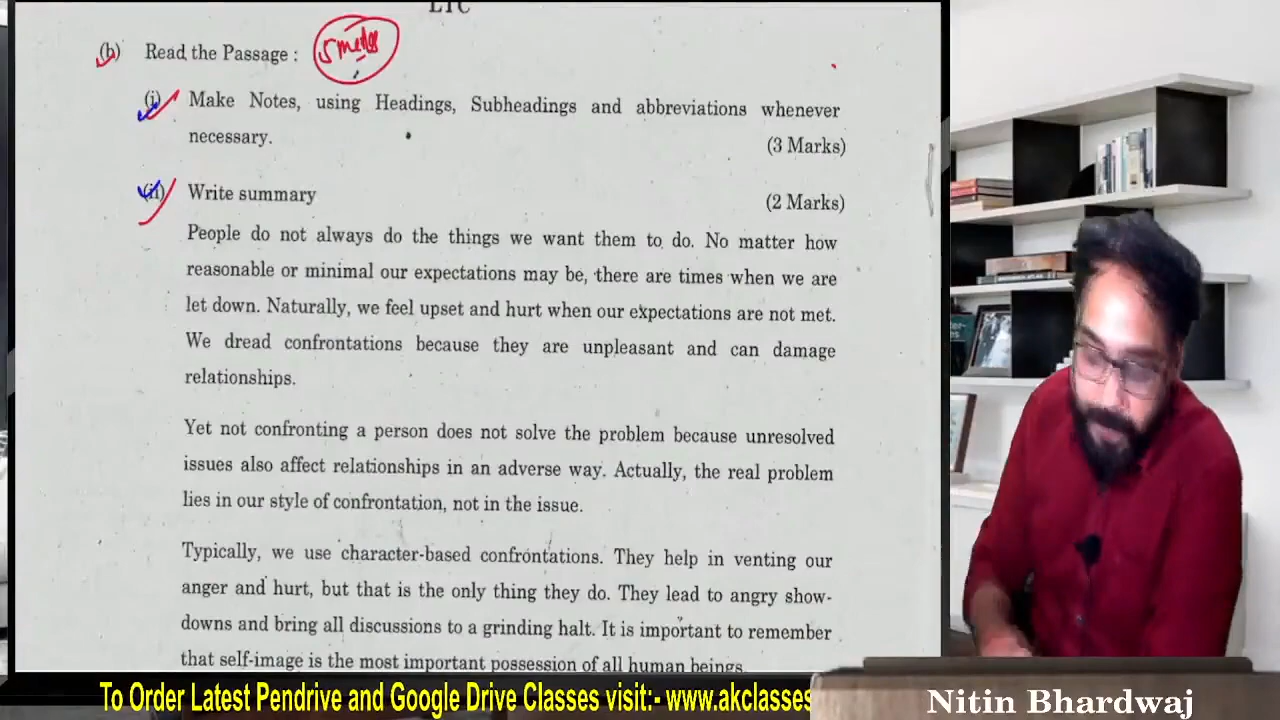 LTC
(b) Read the Passage : 5 marks
(i) Make Notes, using Headings, Subheadings and abbreviations whenever
necessary. (3 Marks)
(ii) Write summary (2 Marks)
People do not always do the things we want them to do. No matter how
reasonable or minimal our expectations may be, there are times when we are
let down. Naturally, we feel upset and hurt when our expectations are not met.
We dread confrontations because they are unpleasant and can damage
relationships.
Yet not confronting a person does not solve the problem because unresolved
issues also affect relationships in an adverse way. Actually, the real problem
lies in our style of confrontation, not in the issue.
Typically, we use character-based confrontations. They help in venting our
anger and hurt, but that is the only thing they do. They lead to angry show-
downs and bring all discussions to a grinding halt. It is important to remember
that self-image is the most important possession of all human beings.
To Order Latest Pendrive and Google Drive Classes visit:- www.akclasses
Nitin Bhardwaj